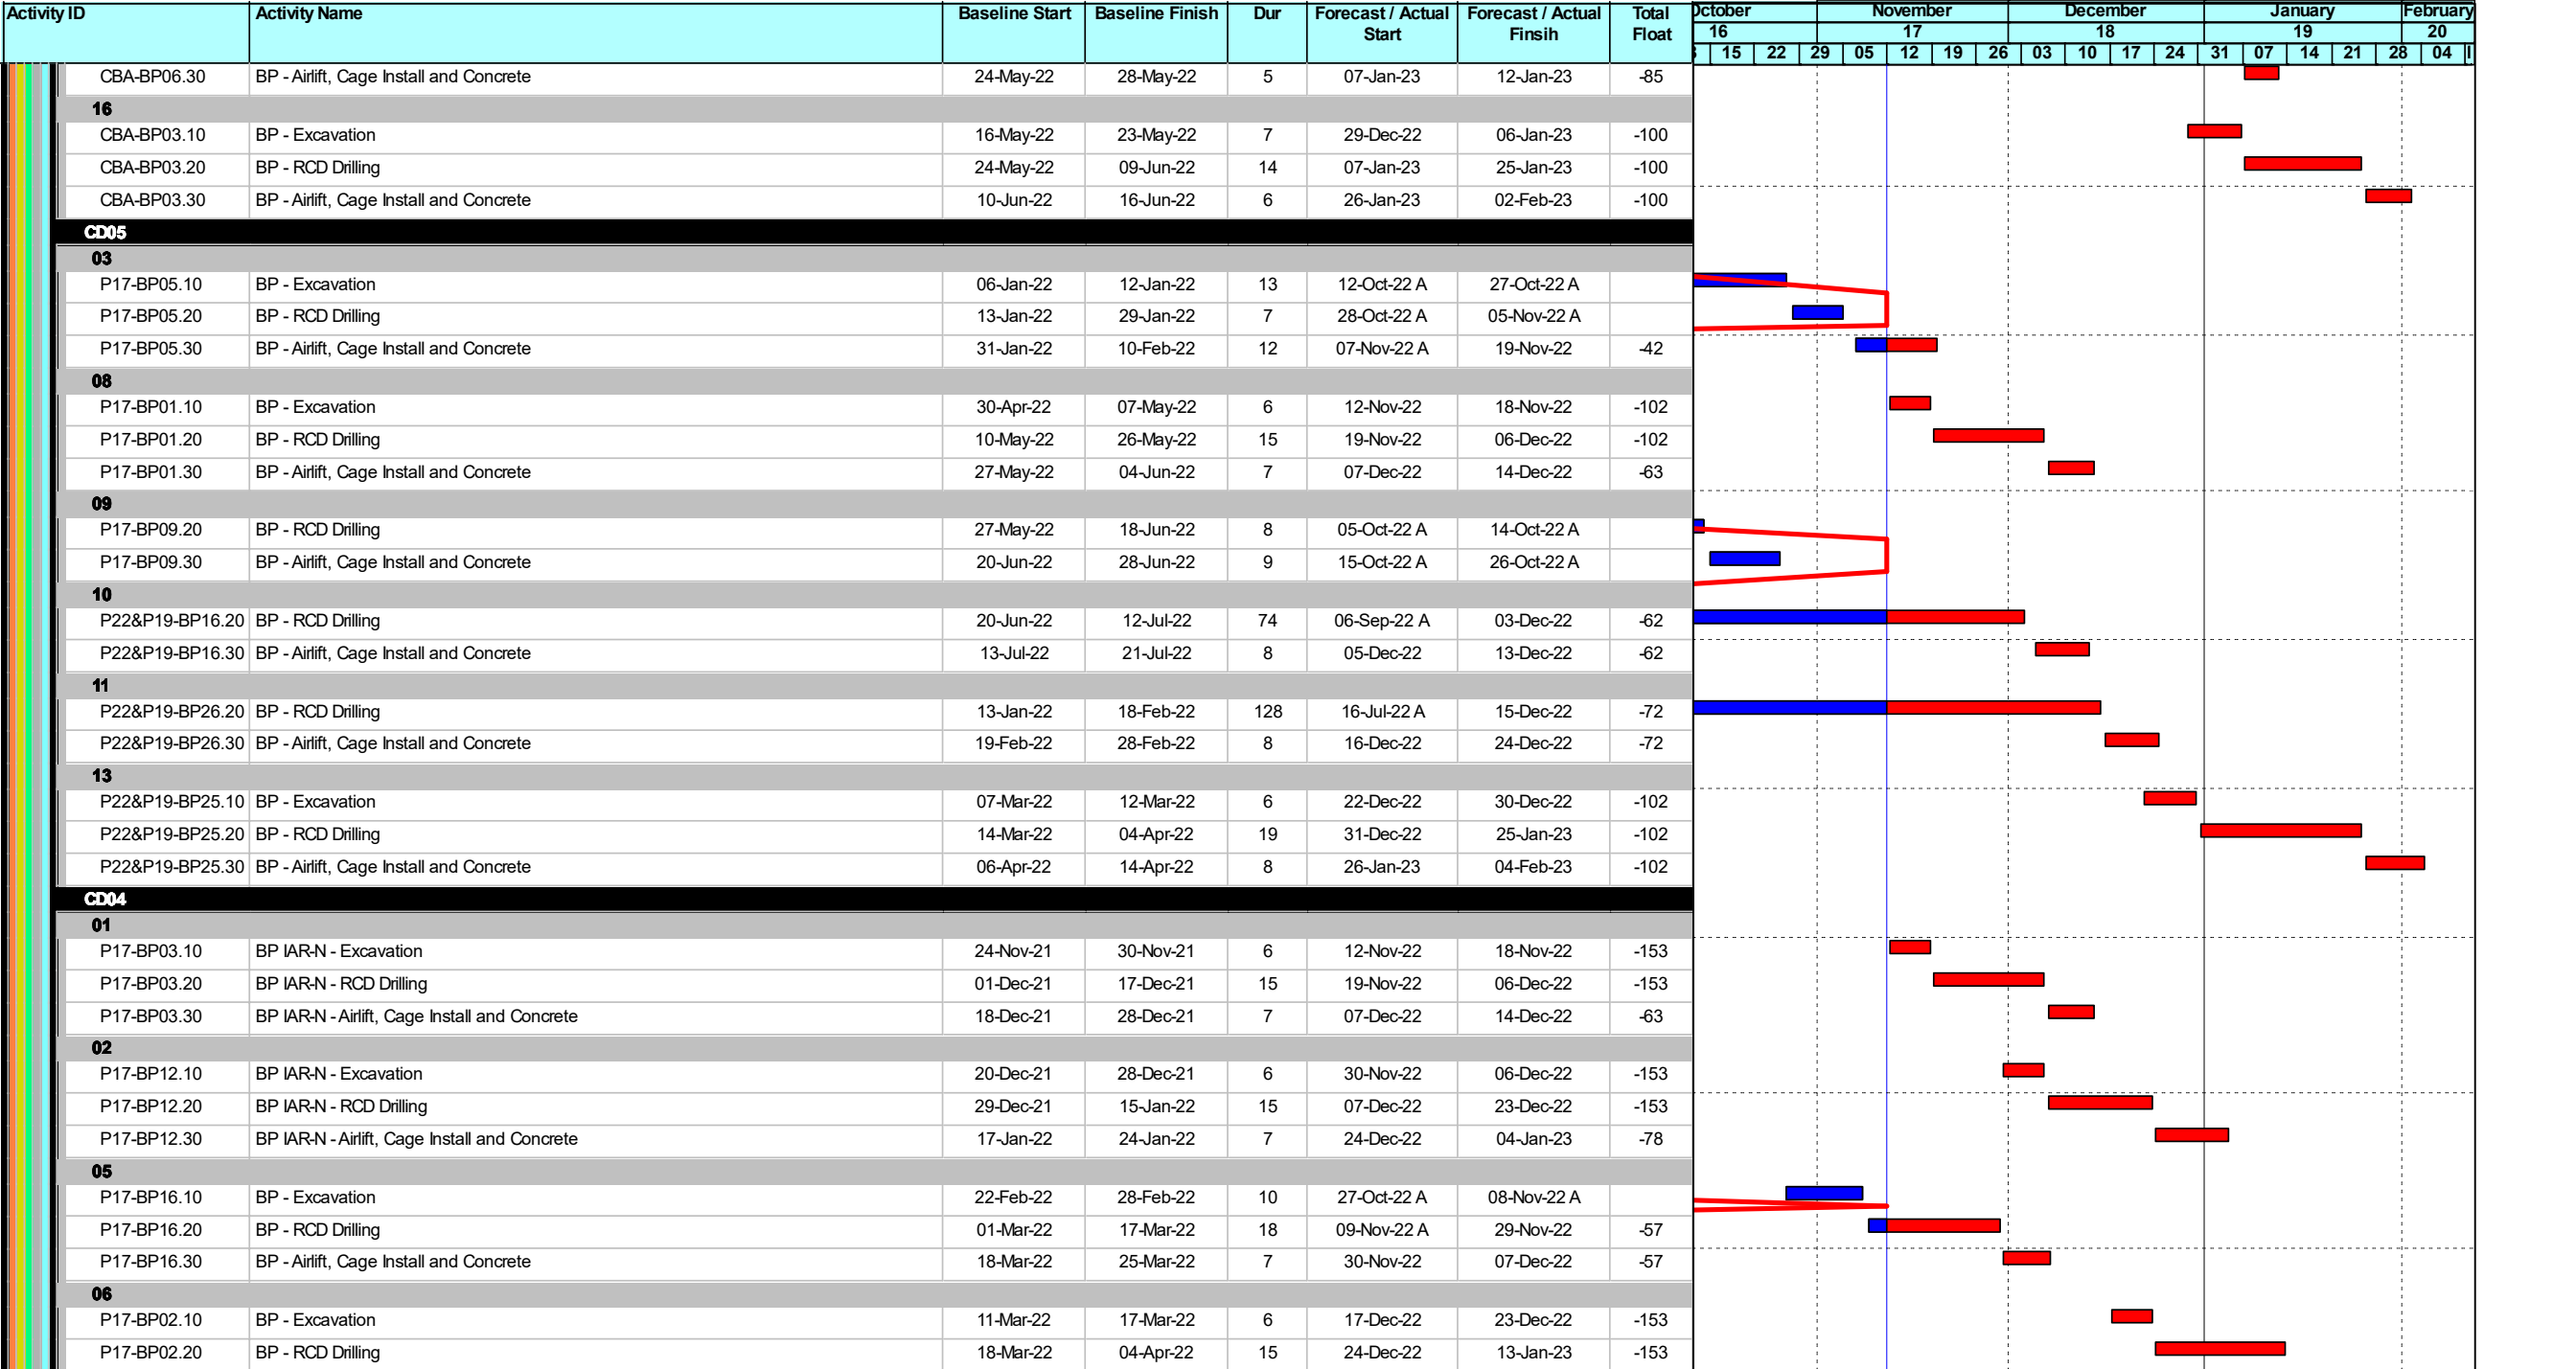 Activity ID Activity Name Baseline Start Baseline Finish Dur Forecast / Actual Start Forecast / Actual Finsih Total Float October November December January February
16 17 18 19 20
15 22 29 05 12 19 26 03 10 17 24 31 07 14 21 28 04
CBA-BP06.30 BP - Airlift, Cage Install and Concrete 24-May-22 28-May-22 5 07-Jan-23 12-Jan-23 -85
16
CBA-BP03.10 BP - Excavation 16-May-22 23-May-22 7 29-Dec-22 06-Jan-23 -100
CBA-BP03.20 BP - RCD Drilling 24-May-22 09-Jun-22 14 07-Jan-23 25-Jan-23 -100
CBA-BP03.30 BP - Airlift, Cage Install and Concrete 10-Jun-22 16-Jun-22 6 26-Jan-23 02-Feb-23 -100
CD05
03
P17-BP05.10 BP - Excavation 06-Jan-22 12-Jan-22 13 12-Oct-22 A 27-Oct-22 A
P17-BP05.20 BP - RCD Drilling 13-Jan-22 29-Jan-22 7 28-Oct-22 A 05-Nov-22 A
P17-BP05.30 BP - Airlift, Cage Install and Concrete 31-Jan-22 10-Feb-22 12 07-Nov-22 A 19-Nov-22 -42
08
P17-BP01.10 BP - Excavation 30-Apr-22 07-May-22 6 12-Nov-22 18-Nov-22 -102
P17-BP01.20 BP - RCD Drilling 10-May-22 26-May-22 15 19-Nov-22 06-Dec-22 -102
P17-BP01.30 BP - Airlift, Cage Install and Concrete 27-May-22 04-Jun-22 7 07-Dec-22 14-Dec-22 -63
09
P17-BP09.20 BP - RCD Drilling 27-May-22 18-Jun-22 8 05-Oct-22 A 14-Oct-22 A
P17-BP09.30 BP - Airlift, Cage Install and Concrete 20-Jun-22 28-Jun-22 9 15-Oct-22 A 26-Oct-22 A
10
P22&P19-BP16.20 BP - RCD Drilling 20-Jun-22 12-Jul-22 74 06-Sep-22 A 03-Dec-22 -62
P22&P19-BP16.30 BP - Airlift, Cage Install and Concrete 13-Jul-22 21-Jul-22 8 05-Dec-22 13-Dec-22 -62
11
P22&P19-BP26.20 BP - RCD Drilling 13-Jan-22 18-Feb-22 128 16-Jul-22 A 15-Dec-22 -72
P22&P19-BP26.30 BP - Airlift, Cage Install and Concrete 19-Feb-22 28-Feb-22 8 16-Dec-22 24-Dec-22 -72
13
P22&P19-BP25.10 BP - Excavation 07-Mar-22 12-Mar-22 6 22-Dec-22 30-Dec-22 -102
P22&P19-BP25.20 BP - RCD Drilling 14-Mar-22 04-Apr-22 19 31-Dec-22 25-Jan-23 -102
P22&P19-BP25.30 BP - Airlift, Cage Install and Concrete 06-Apr-22 14-Apr-22 8 26-Jan-23 04-Feb-23 -102
CD04
01
P17-BP03.10 BP IAR-N - Excavation 24-Nov-21 30-Nov-21 6 12-Nov-22 18-Nov-22 -153
P17-BP03.20 BP IAR-N - RCD Drilling 01-Dec-21 17-Dec-21 15 19-Nov-22 06-Dec-22 -153
P17-BP03.30 BP IAR-N - Airlift, Cage Install and Concrete 18-Dec-21 28-Dec-21 7 07-Dec-22 14-Dec-22 -63
02
P17-BP12.10 BP IAR-N - Excavation 20-Dec-21 28-Dec-21 6 30-Nov-22 06-Dec-22 -153
P17-BP12.20 BP IAR-N - RCD Drilling 29-Dec-21 15-Jan-22 15 07-Dec-22 23-Dec-22 -153
P17-BP12.30 BP IAR-N - Airlift, Cage Install and Concrete 17-Jan-22 24-Jan-22 7 24-Dec-22 04-Jan-23 -78
05
P17-BP16.10 BP - Excavation 22-Feb-22 28-Feb-22 10 27-Oct-22 A 08-Nov-22 A
P17-BP16.20 BP - RCD Drilling 01-Mar-22 17-Mar-22 18 09-Nov-22 A 29-Nov-22 -57
P17-BP16.30 BP - Airlift, Cage Install and Concrete 18-Mar-22 25-Mar-22 7 30-Nov-22 07-Dec-22 -57
06
P17-BP02.10 BP - Excavation 11-Mar-22 17-Mar-22 6 17-Dec-22 23-Dec-22 -153
P17-BP02.20 BP - RCD Drilling 18-Mar-22 04-Apr-22 15 24-Dec-22 13-Jan-23 -153